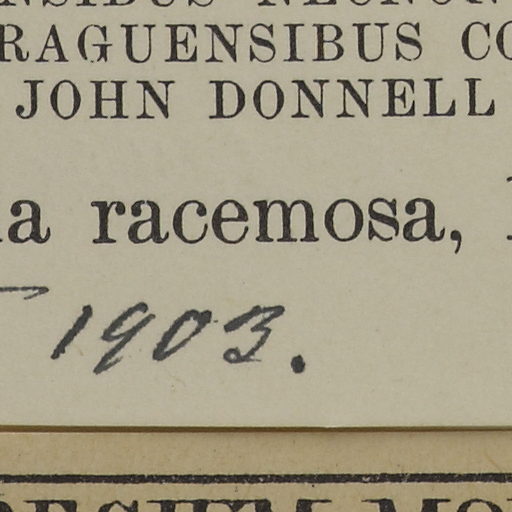 RAGUENSIBUS CO
JOHN DONNELL
a racemosa,
1903.